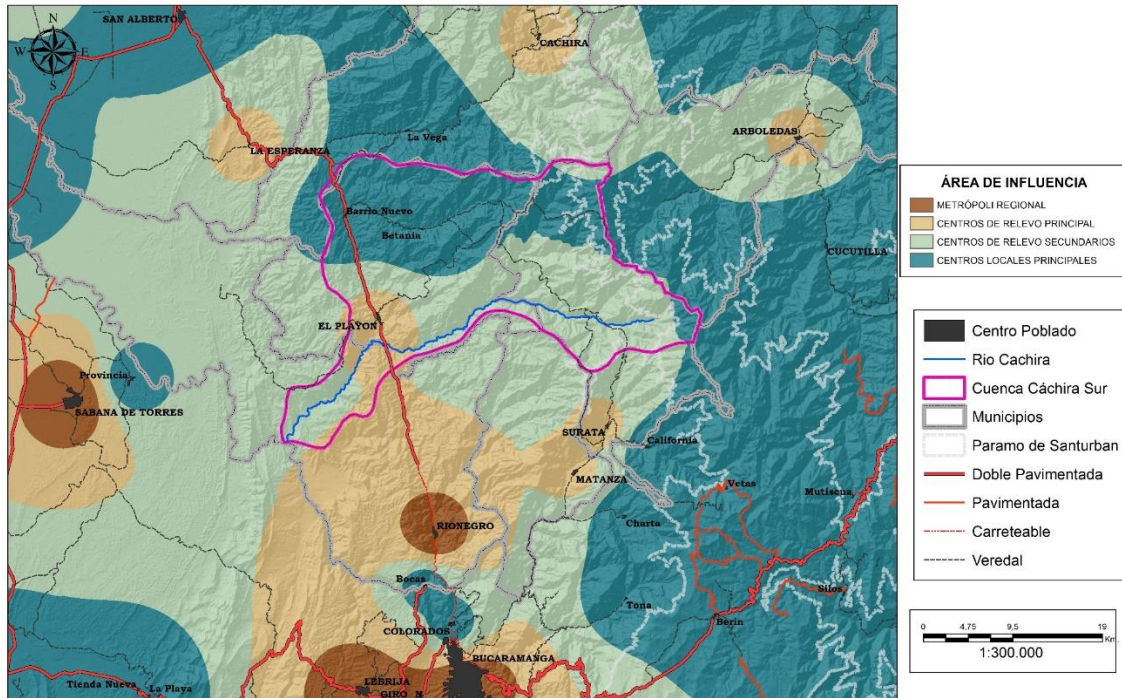 SAN ALBERTO
N
W
E
S
CACHIRA
La Vega
ARBOLEDAS
LA ESPERANZA
Barrio Nuevo
Betania
CUCUTILLA
EL PLAYON
Provincia
SABANA DE TORRES
SURATA
California
MATANZA
Vetas
Mutiscua
RIONEGRO
Charta
Bocas
Silos
Tona
Berin
COLORADOS
BUCARAMANGA
LEBRIJA
GIRO N
Tienda Nueva
La Playa
ÁREA DE INFLUENCIA
METRÓPOLI REGIONAL
CENTROS DE RELEVO PRINCIPAL
CENTROS DE RELEVO SECUNDARIOS
CENTROS LOCALES PRINCIPALES
Centro Poblado
Rio Cachira
Cuenca Cáchira Sur
Municipios
Paramo de Santurban
Doble Pavimentada
Pavimentada
Carreteable
Veredal
0 4,75 9,5 19
Km.
1:300.000